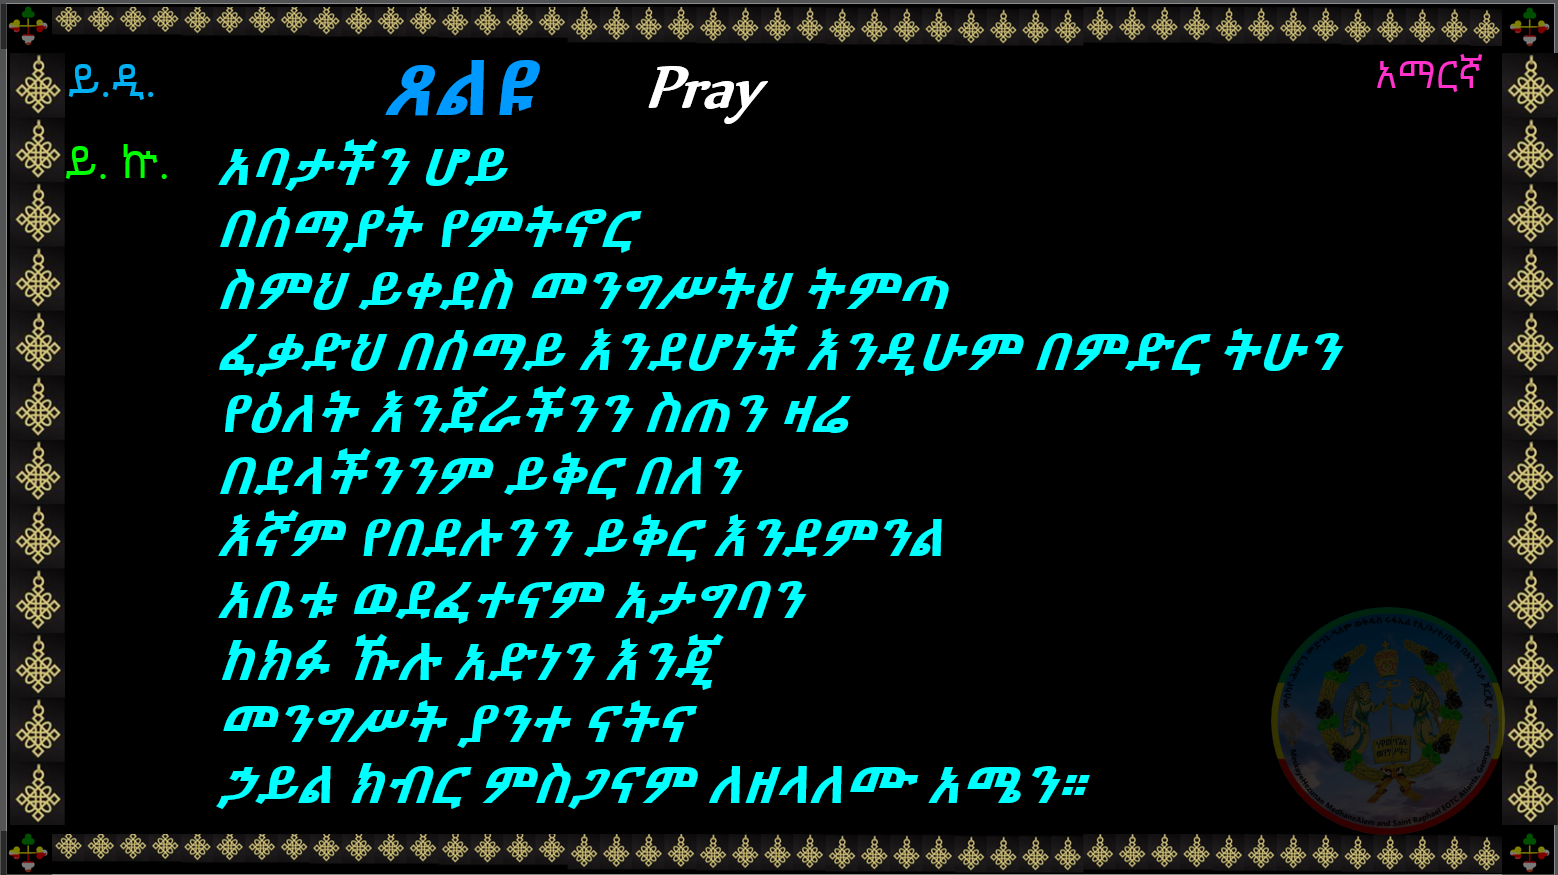 ይ.ዲ. ጸልዩ Pray አማርኛ
ይ. ኵ. አባታችን ሆይ
በሰማያት የምትኖር
ስምህ ይቀደስ መንግሥትህ ትምጣ
ፈቃድህ በሰማይ እንደሆነች እንዲሁም በምድር ትሁን
የዕለት እንጀራችንን ስጠን ዛሬ
በደላችንንም ይቅር በለን
እኛም የበደሉንን ይቅር እንደምንል
አቤቱ ወደፈተናም አታግባን
ከክፉ ኹሉ አድነን እንጂ
መንግሥት ያንተ ናትና
ኃይል ክብር ምስጋናም ለዘላለሙ አሜን።